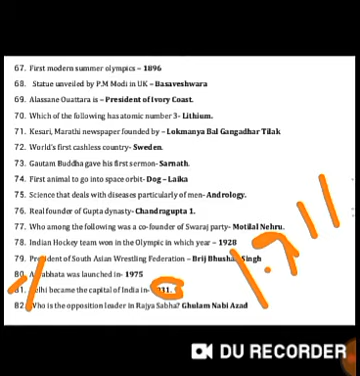 67. First modern summer olympics – 1896
68. Statue unveiled by P.M Modi in UK – Basaveshwara
69. Alassane Ouattara is – President of Ivory Coast.
70. Which of the following has atomic number 3- Lithium.
71. Kesari, Marathi newspaper founded by – Lokmanya Bal Gangadhar Tilak
72. World's first cashless country- Sweden.
73. Gautam Buddha gave his first sermon- Sarnath.
74. First animal to go into space orbit- Dog – Laika
75. Science that deals with diseases particularly of men- Andrology.
76. Real founder of Gupta dynasty- Chandragupta 1.
77. Who among the following was a co-founder of Swaraj party- Motilal Nehru.
78. Indian Hockey team won in the Olympic in which year – 1928
79. President of South Asian Wrestling Federation – Brij Bhushan Singh
80. was launched in- 1975
81. Delhi became the capital of India in-
82. Who is the opposition leader in Rajya Sabha? Ghulam Nabi Azad
DU RECORDER